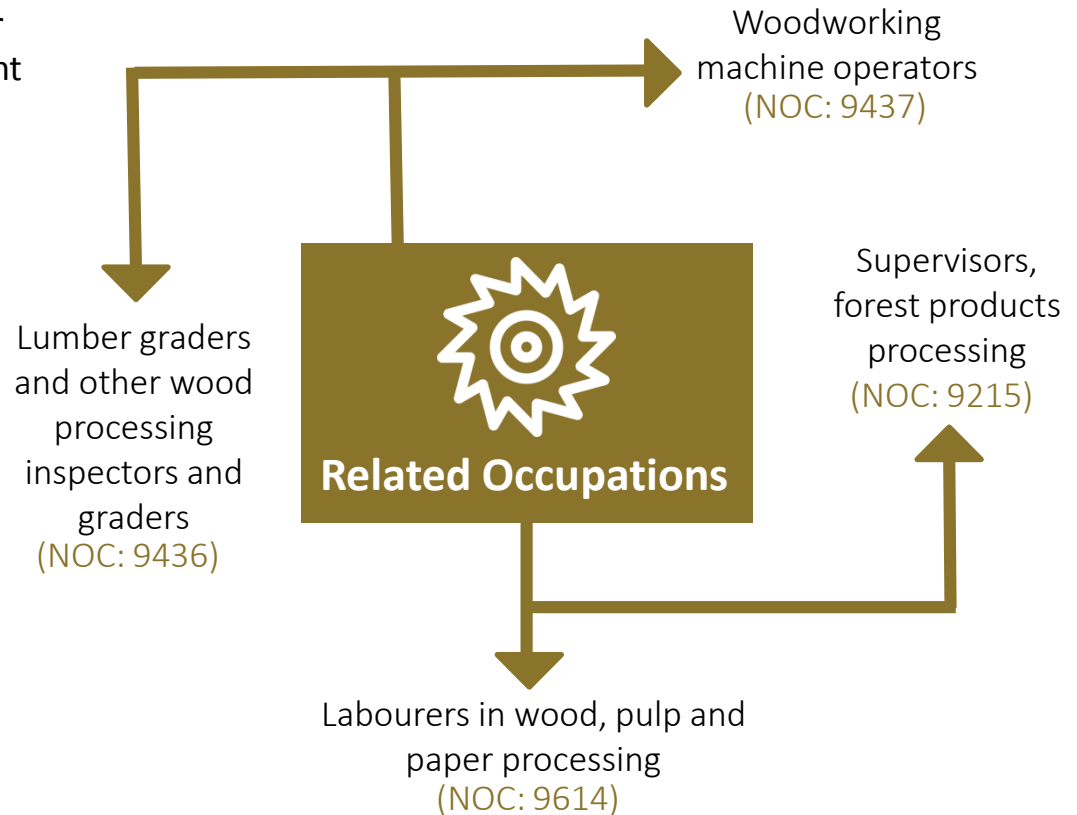 Woodworking
machine operators
(NOC: 9437)
Supervisors,
forest products
processing
(NOC: 9215)
Lumber graders
and other wood
processing
inspectors and
graders
(NOC: 9436)
Related Occupations
Labourers in wood, pulp and
paper processing
(NOC: 9614)